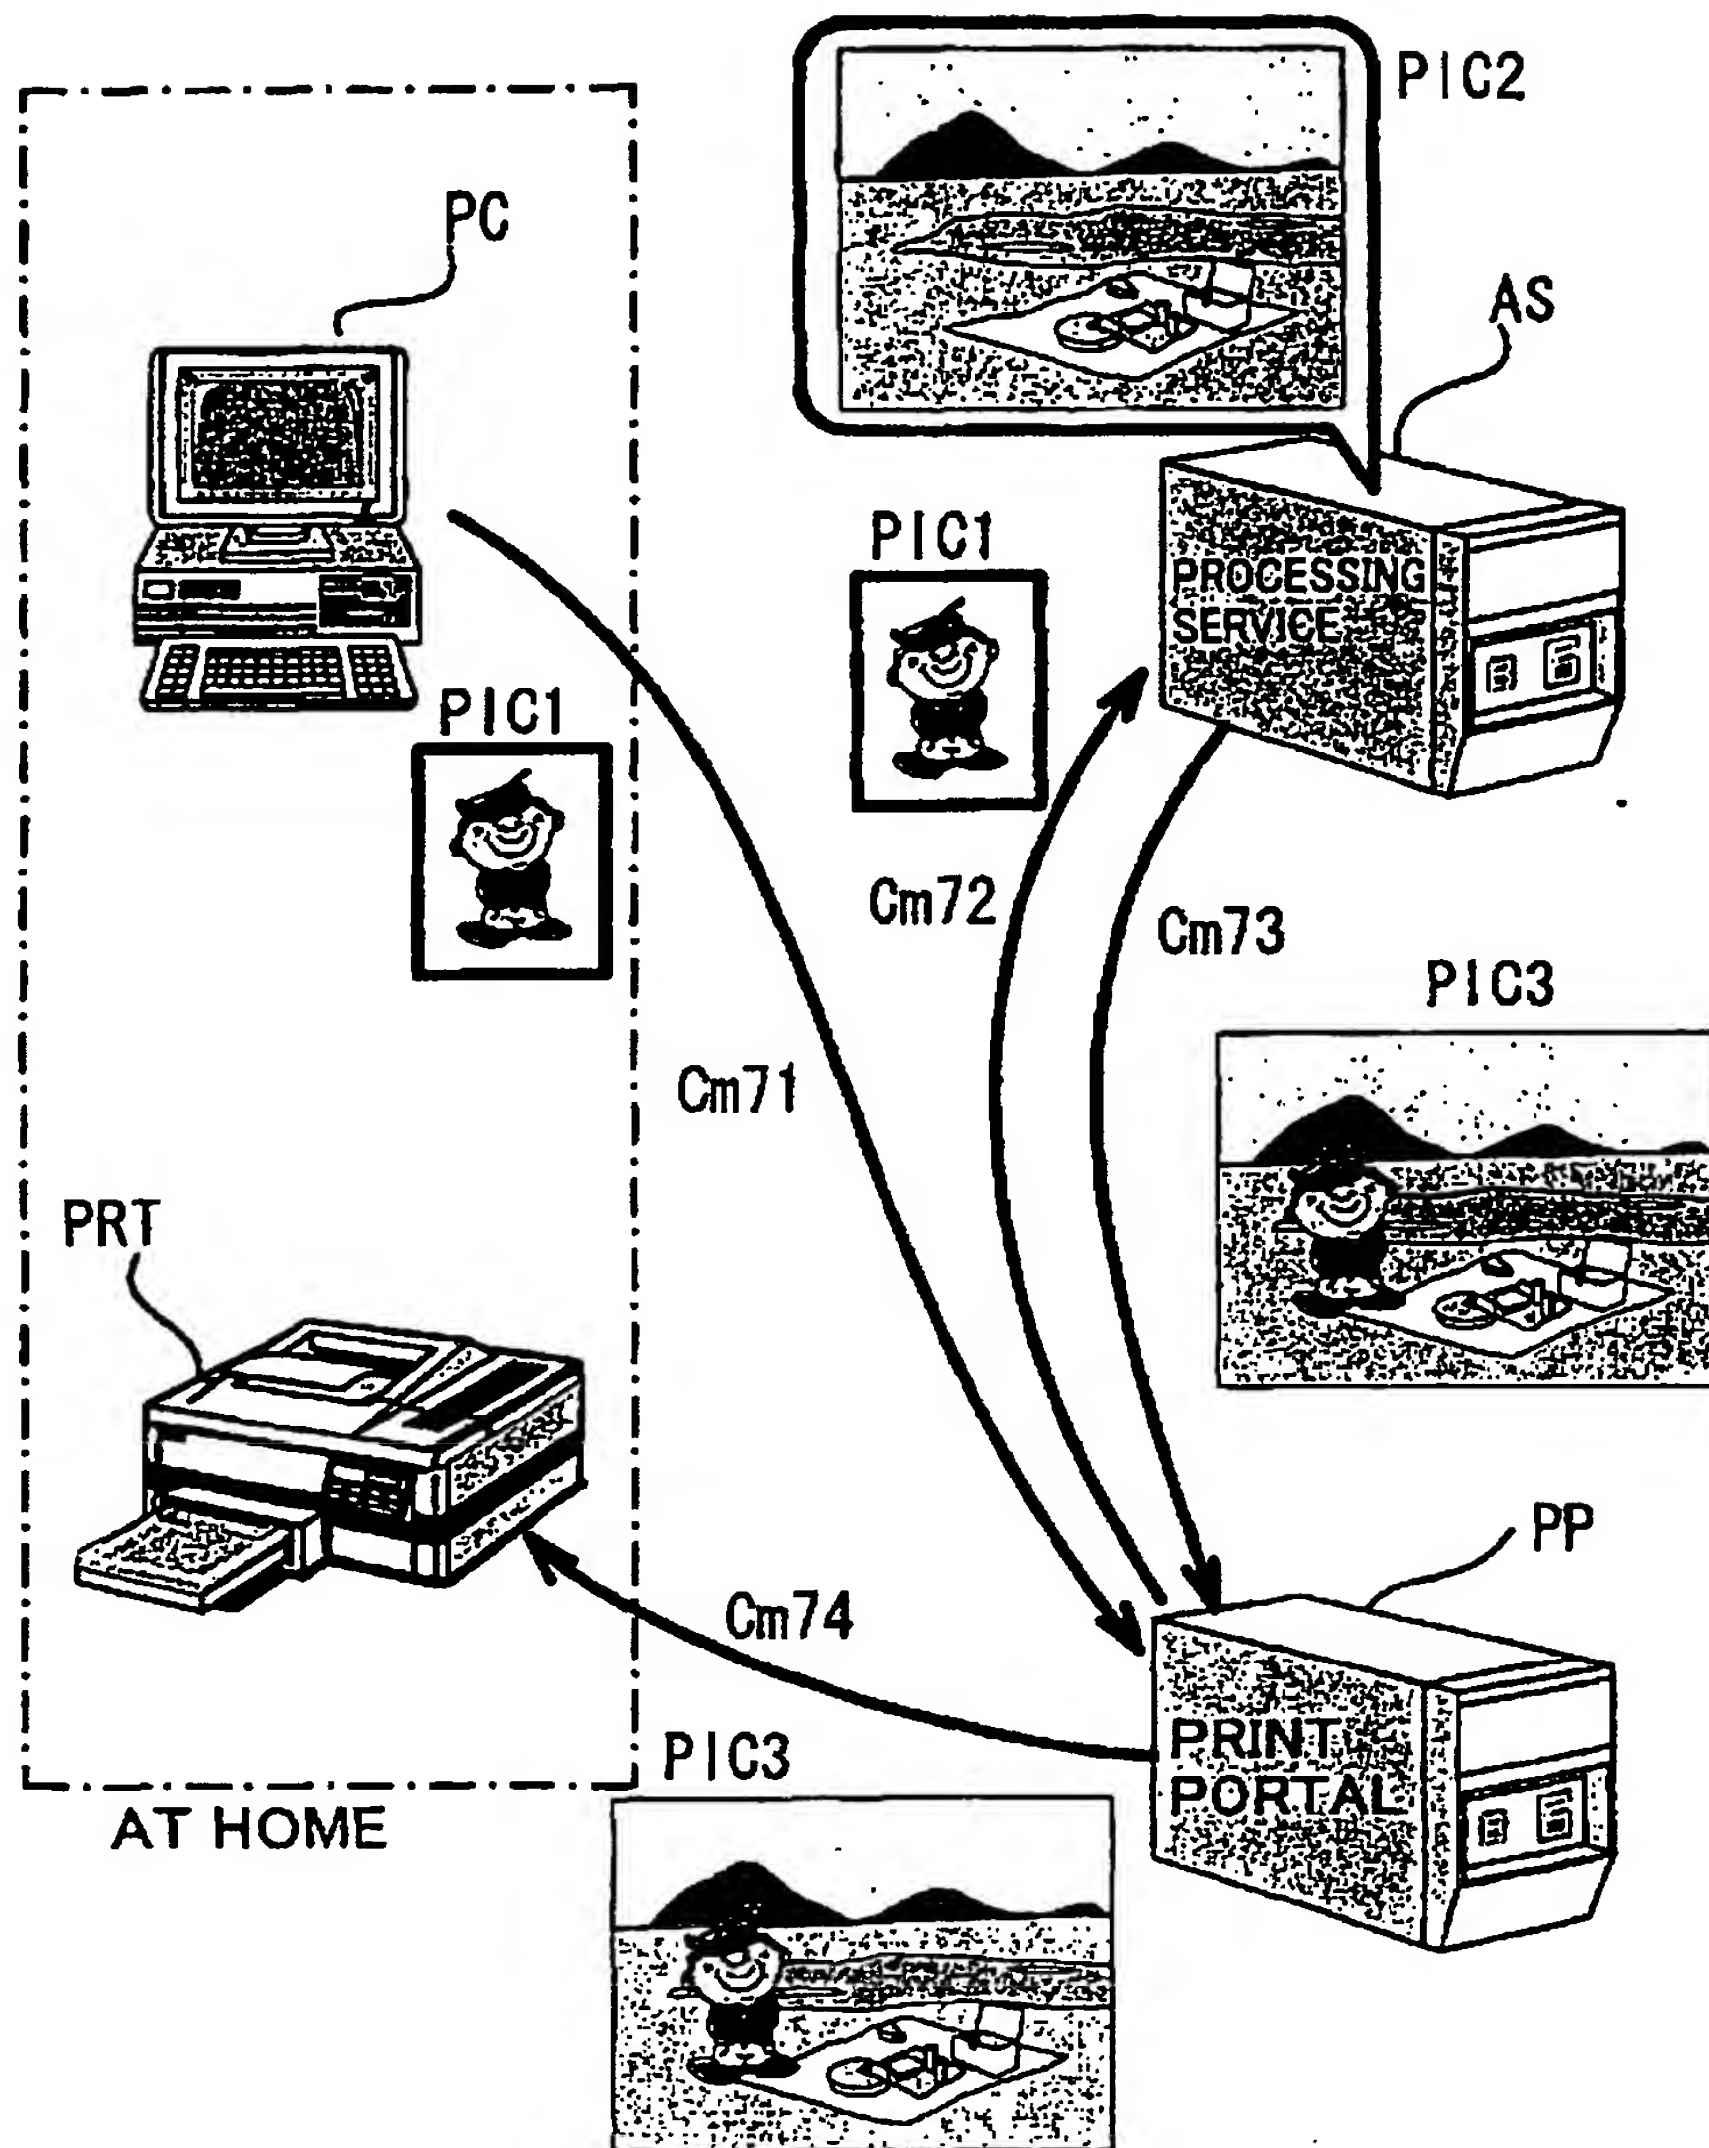 PIC2
PC
AS
PIC1
PROCESSING
SERVICE
PIC1
Cm72
Cm73
PIC3
Cm71
PRT
PP
Cm74
PRINT
PORTAL
PIC3
AT HOME